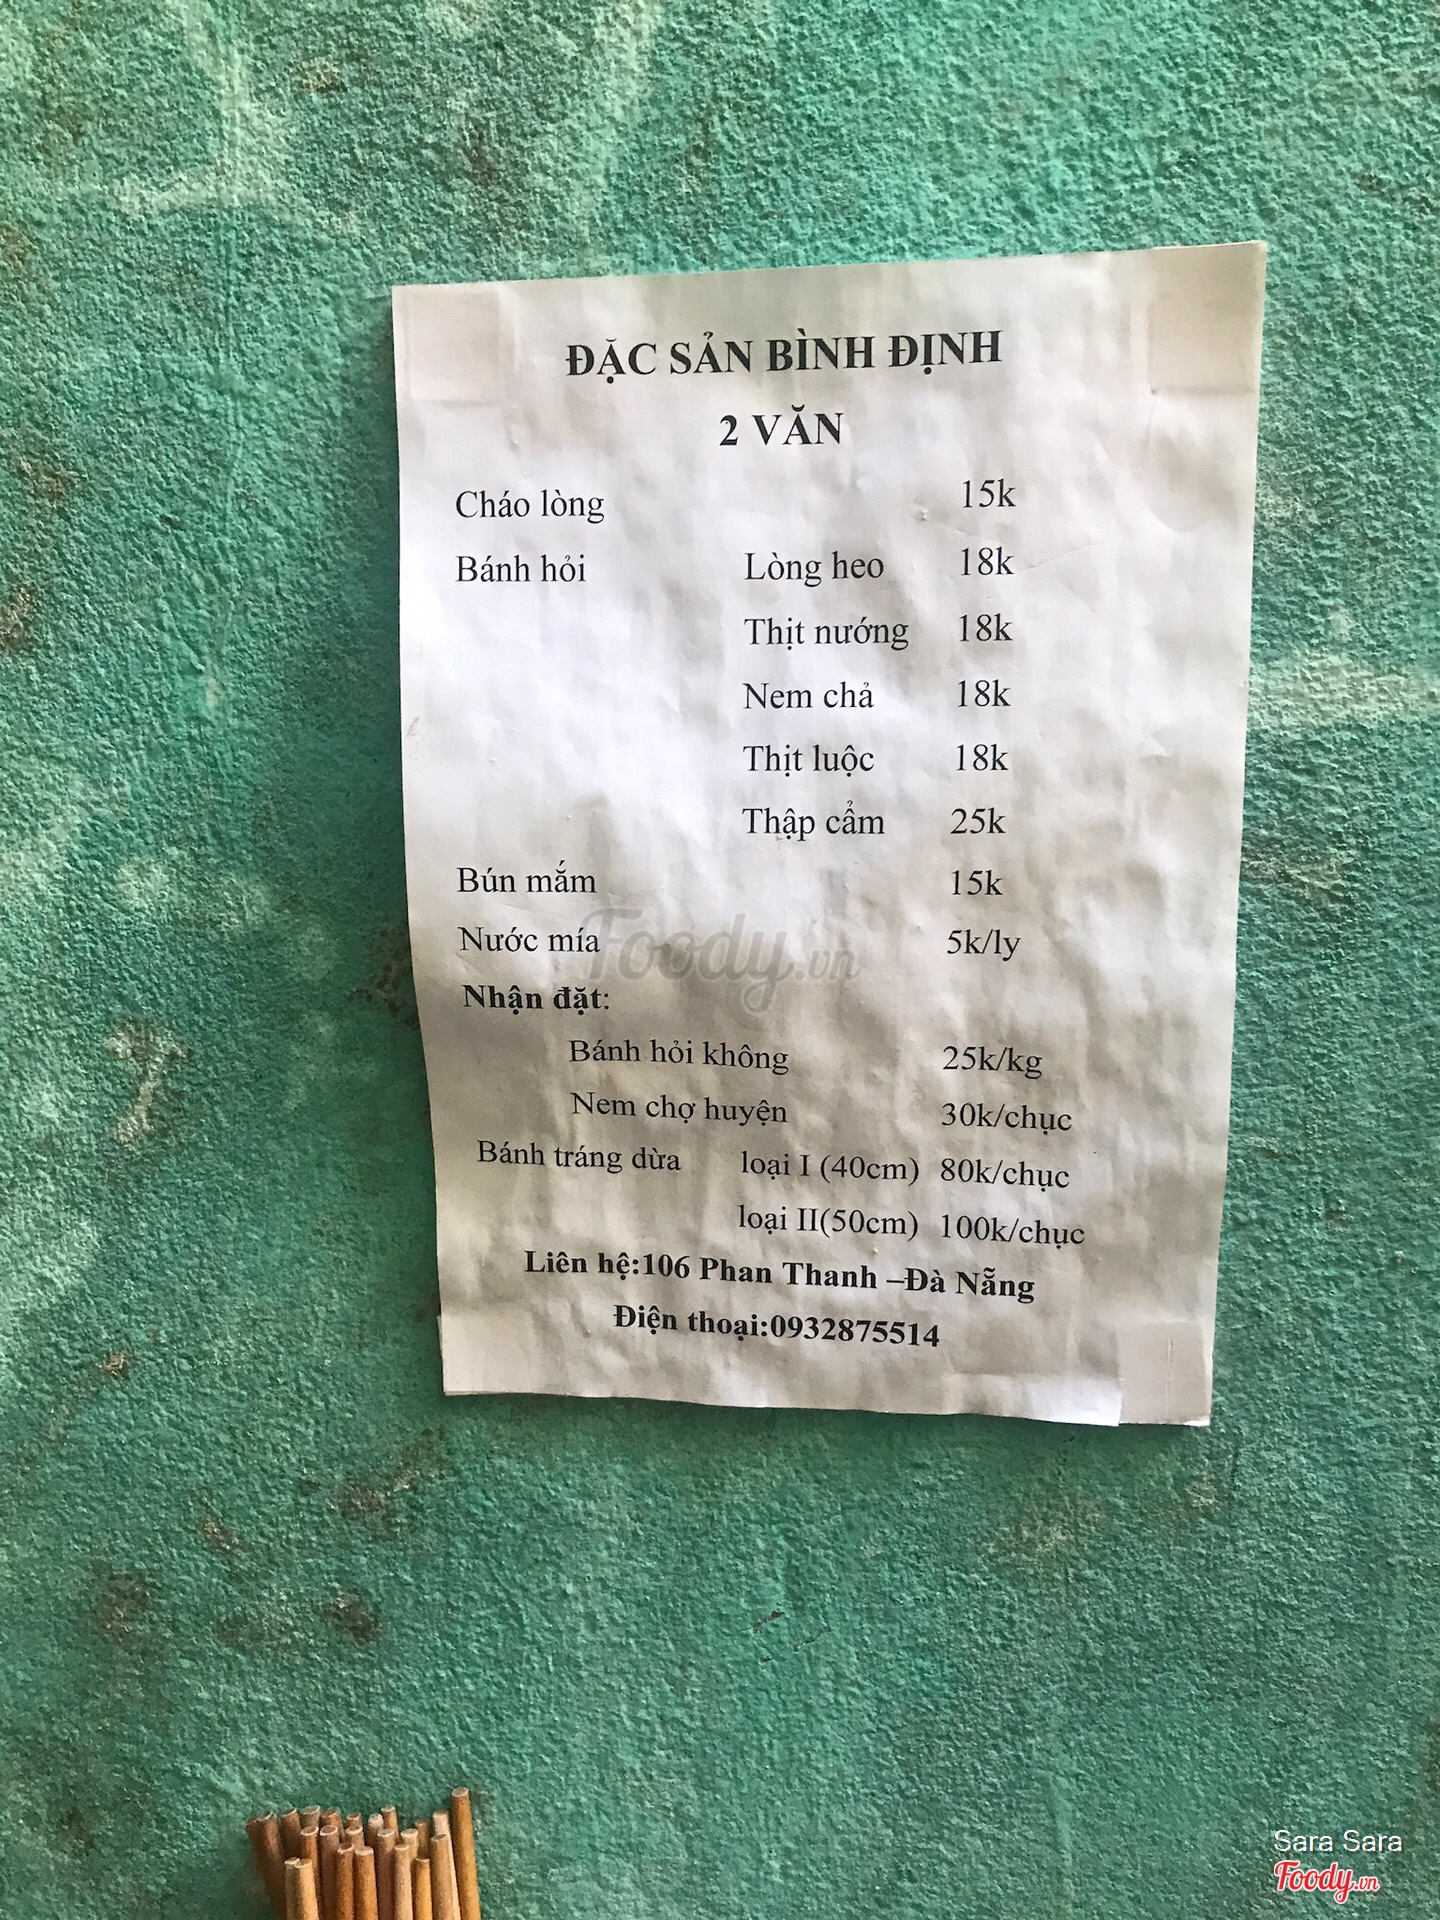 ĐẶC SẢN BÌNH ĐỊNH
2 VĂN
Cháo lòng 15k
Bánh hỏi Lòng heo 18k
Thịt nướng 18k
Nem chả 18k
Thịt luộc 18k
Thập cẩm 25k
Bún mắm 15k
Nước mía 5k/ly
Foody.vn
Nhận đặt:
Bánh hỏi không 25k/kg
Nem chợ huyện 30k/chục
Bánh tráng dừa loại I (40cm) 80k/chục
loại II(50cm) 100k/chục
Liên hệ:106 Phan Thanh –Đà Nẵng
Điện thoại:0932875514
Sara Sara
Foody.vn